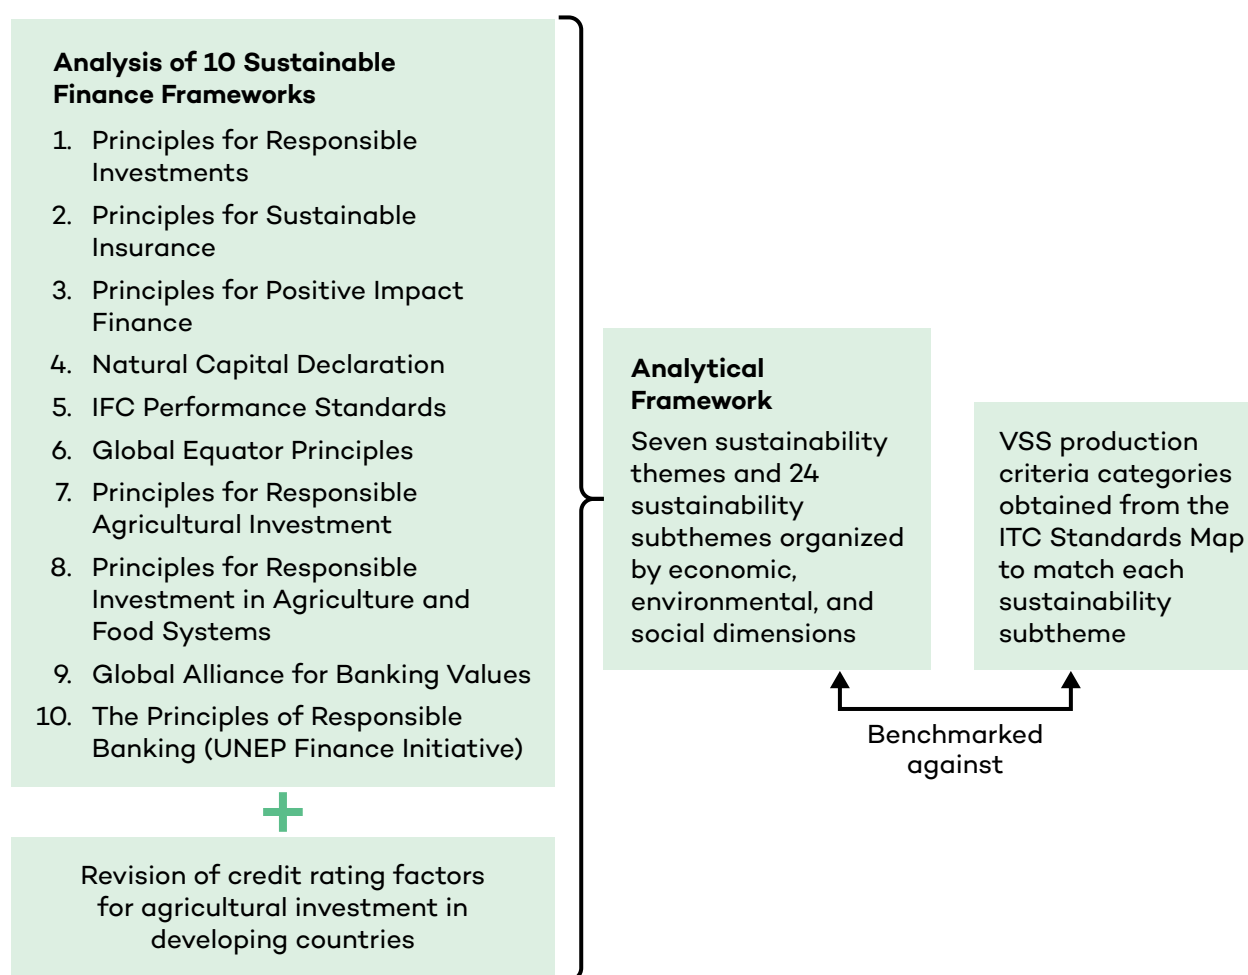 Analysis of 10 Sustainable
Finance Frameworks
1. Principles for Responsible
Investments
2. Principles for Sustainable
Insurance
3. Principles for Positive Impact
Finance
4. Natural Capital Declaration
5. IFC Performance Standards
6. Global Equator Principles
7. Principles for Responsible
Agricultural Investment
8. Principles for Responsible
Investment in Agriculture and
Food Systems
9. Global Alliance for Banking Values
10. The Principles of Responsible
Banking (UNEP Finance Initiative)
+
Revision of credit rating factors
for agricultural investment in
developing countries
Analytical
Framework
Seven sustainability
themes and 24
sustainability
subthemes organized
by economic,
environmental, and
social dimensions
VSS production
criteria categories
obtained from the
ITC Standards Map
to match each
sustainability
subtheme
Benchmarked
against